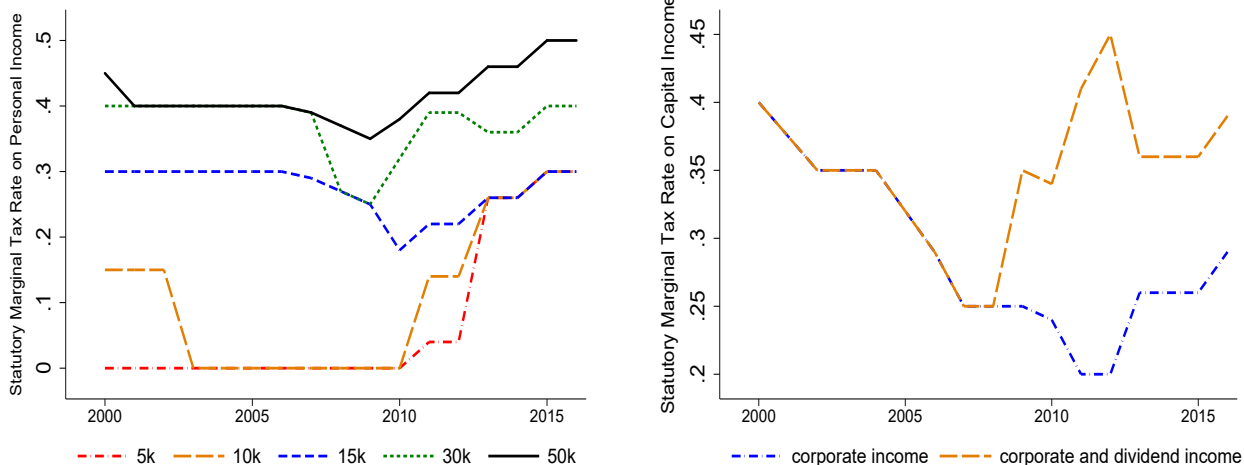 Statutory Marginal Tax Rate on Personal Income
.5
.4
.3
.2
.1
0
2000 2005 2010 2015
5k 10k 15k 30k 50k
Statutory Marginal Tax Rate on Capital Income
.45
.4
.35
.3
.25
.2
2000 2005 2010 2015
corporate income corporate and dividend income